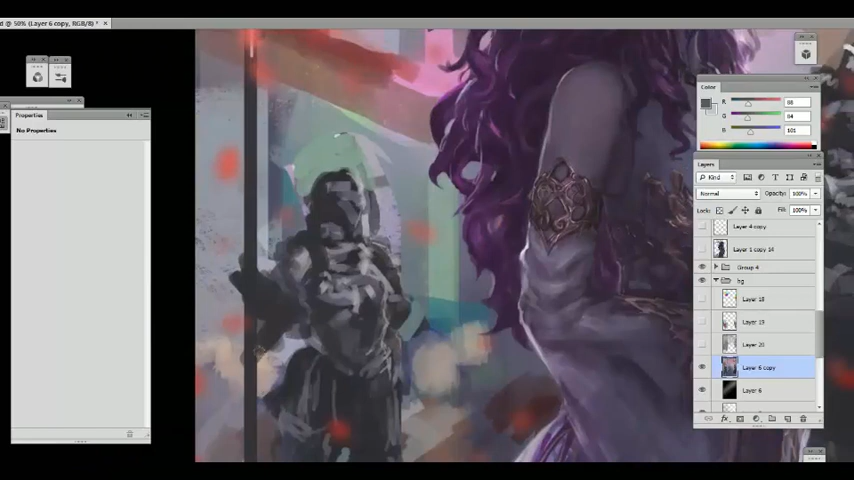 d @ 50% (Layer 6 copy, RGB/8) * ×
Properties
No Properties
Color
R 88
G 84
B 101
Layers
Kind
Normal Opacity: 100%
Lock: Fill: 100%
Layer 4 copy
Layer 1 copy 14
Group 4
bg
Layer 18
Layer 19
Layer 20
Layer 6 copy
Layer 6